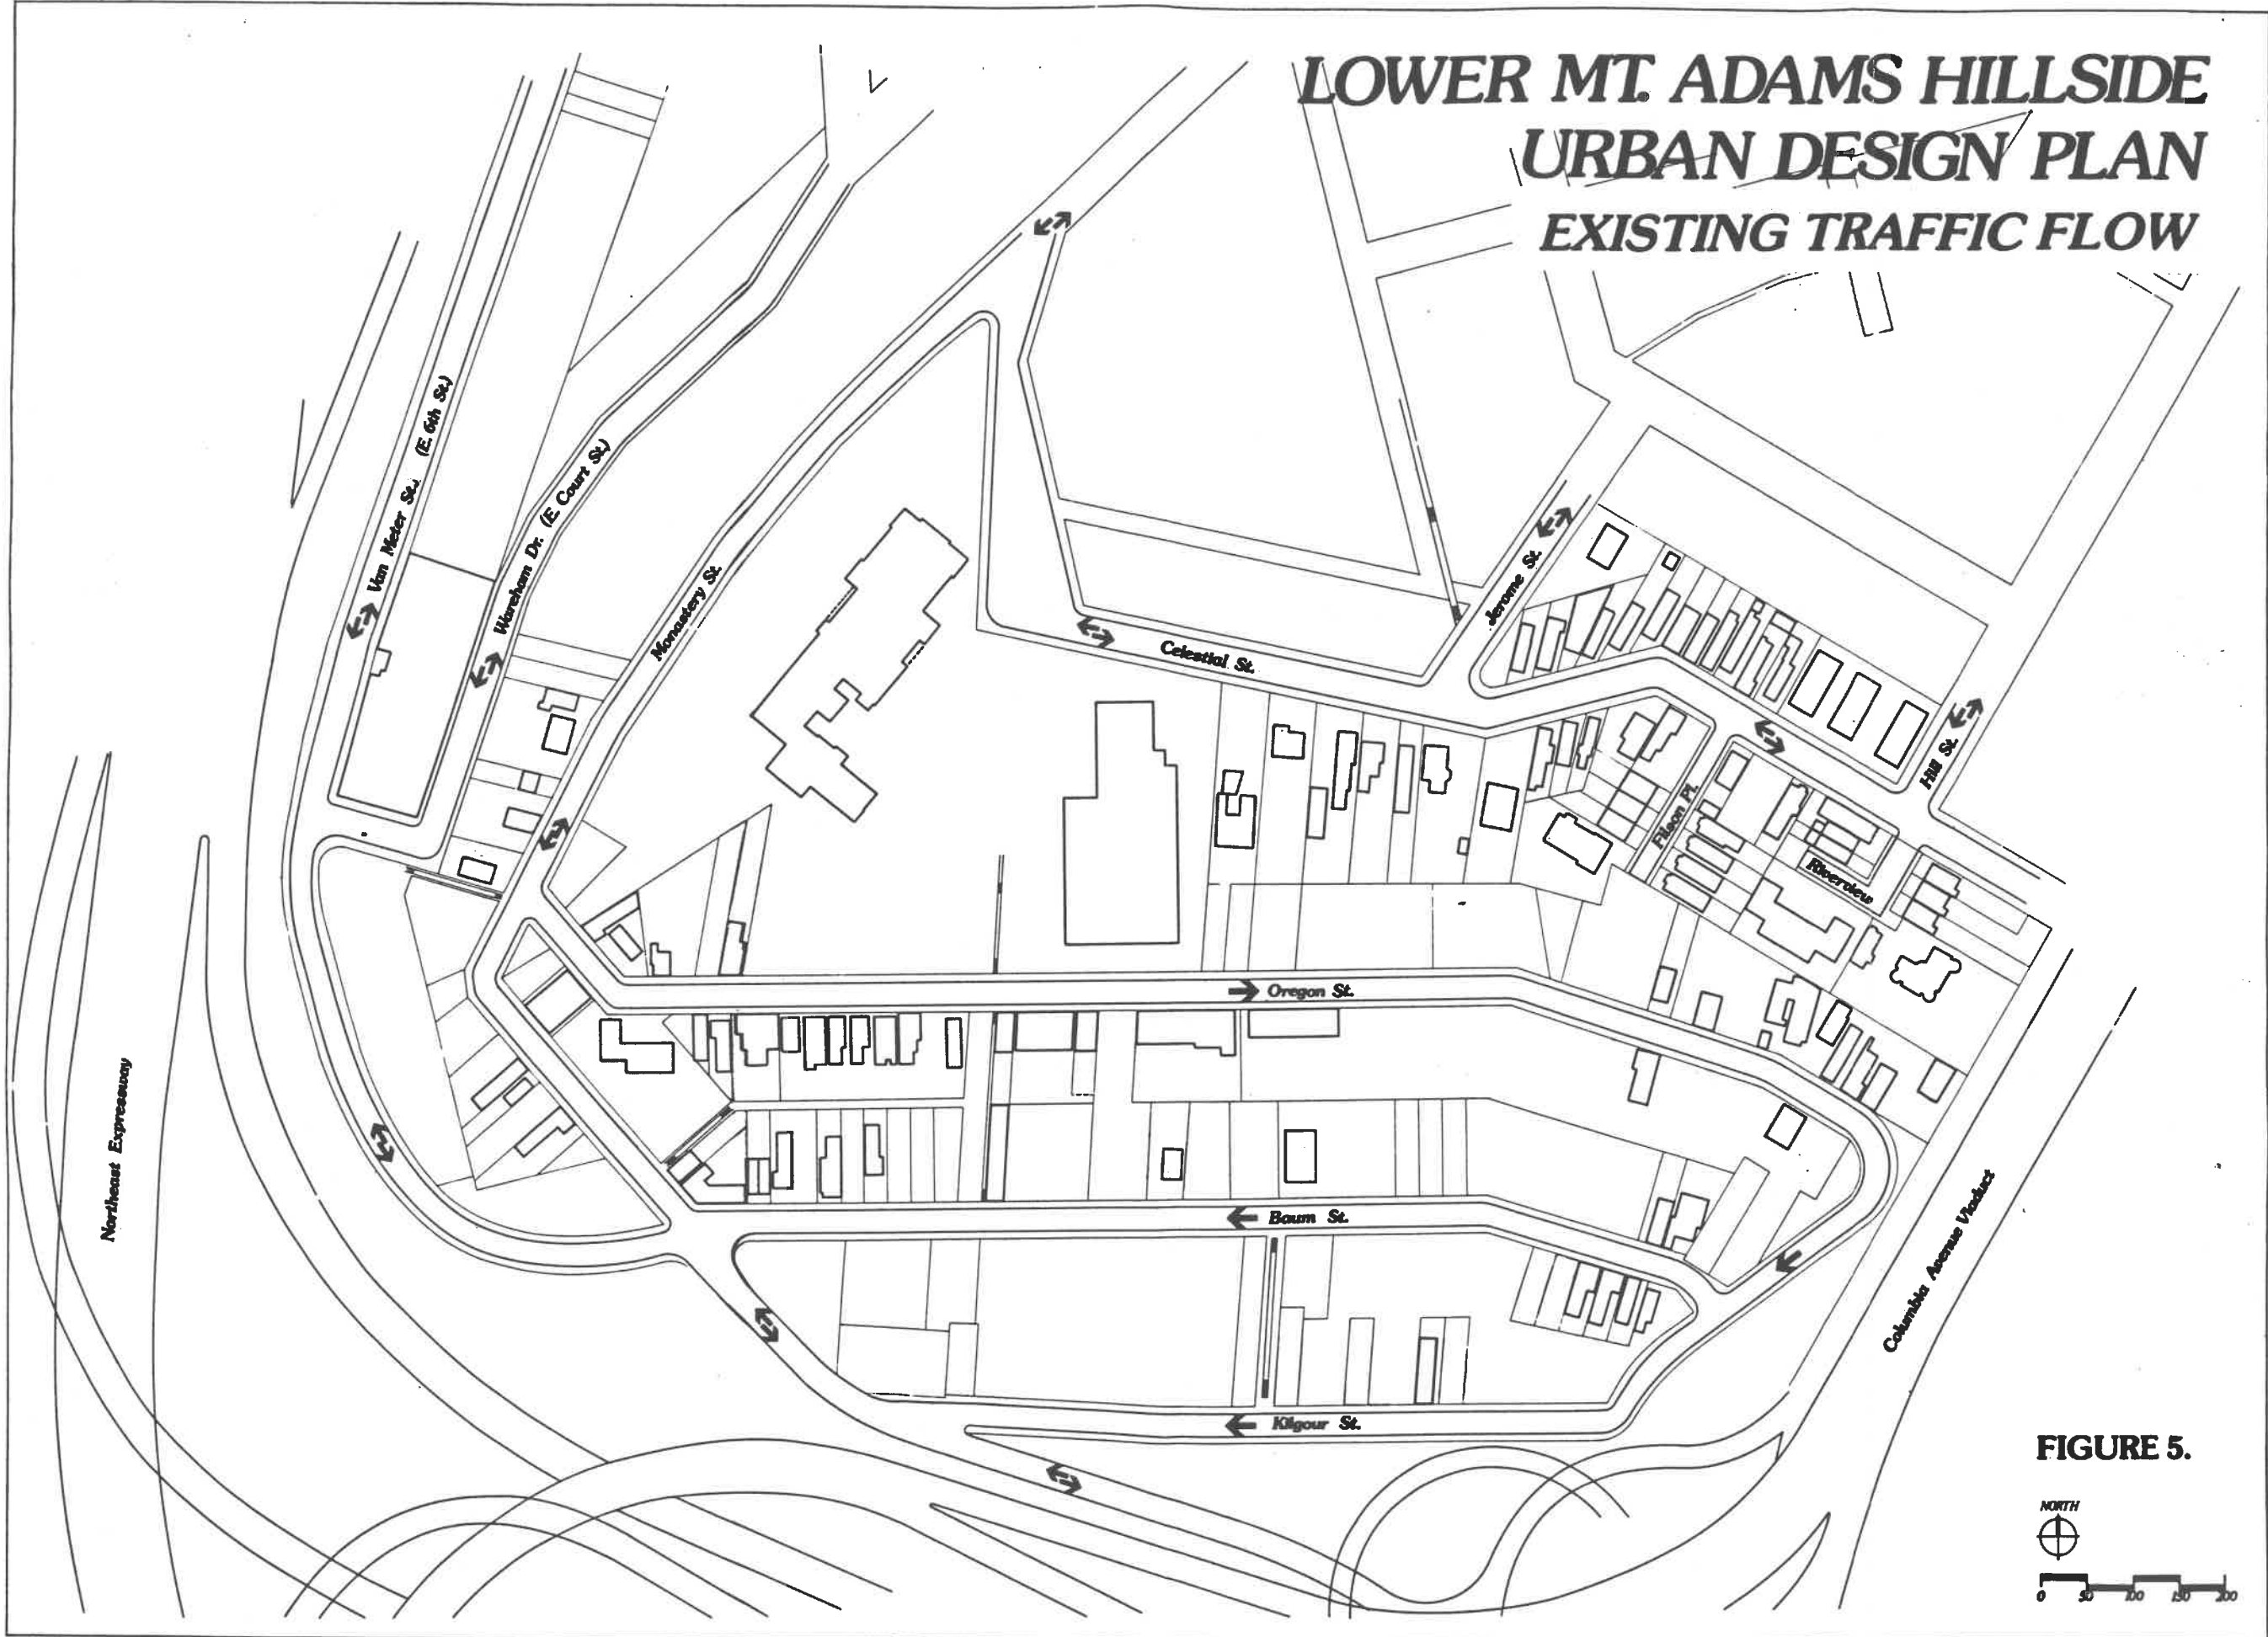 LOWER MT. ADAMS HILLSIDE
URBAN DESIGN PLAN
EXISTING TRAFFIC FLOW
Van Meter St. (E. 6th St.)
Wareham Dr. (E. Court St.)
Monastery St.
Celestial St.
Jerome St.
Hill St.
Filson Pl.
Riverview
Oregon St.
Baum St.
Kilgour St.
Northeast Expressway
Columbia Avenue Viaduct
FIGURE 5.
NORTH
0 50 100 150 200